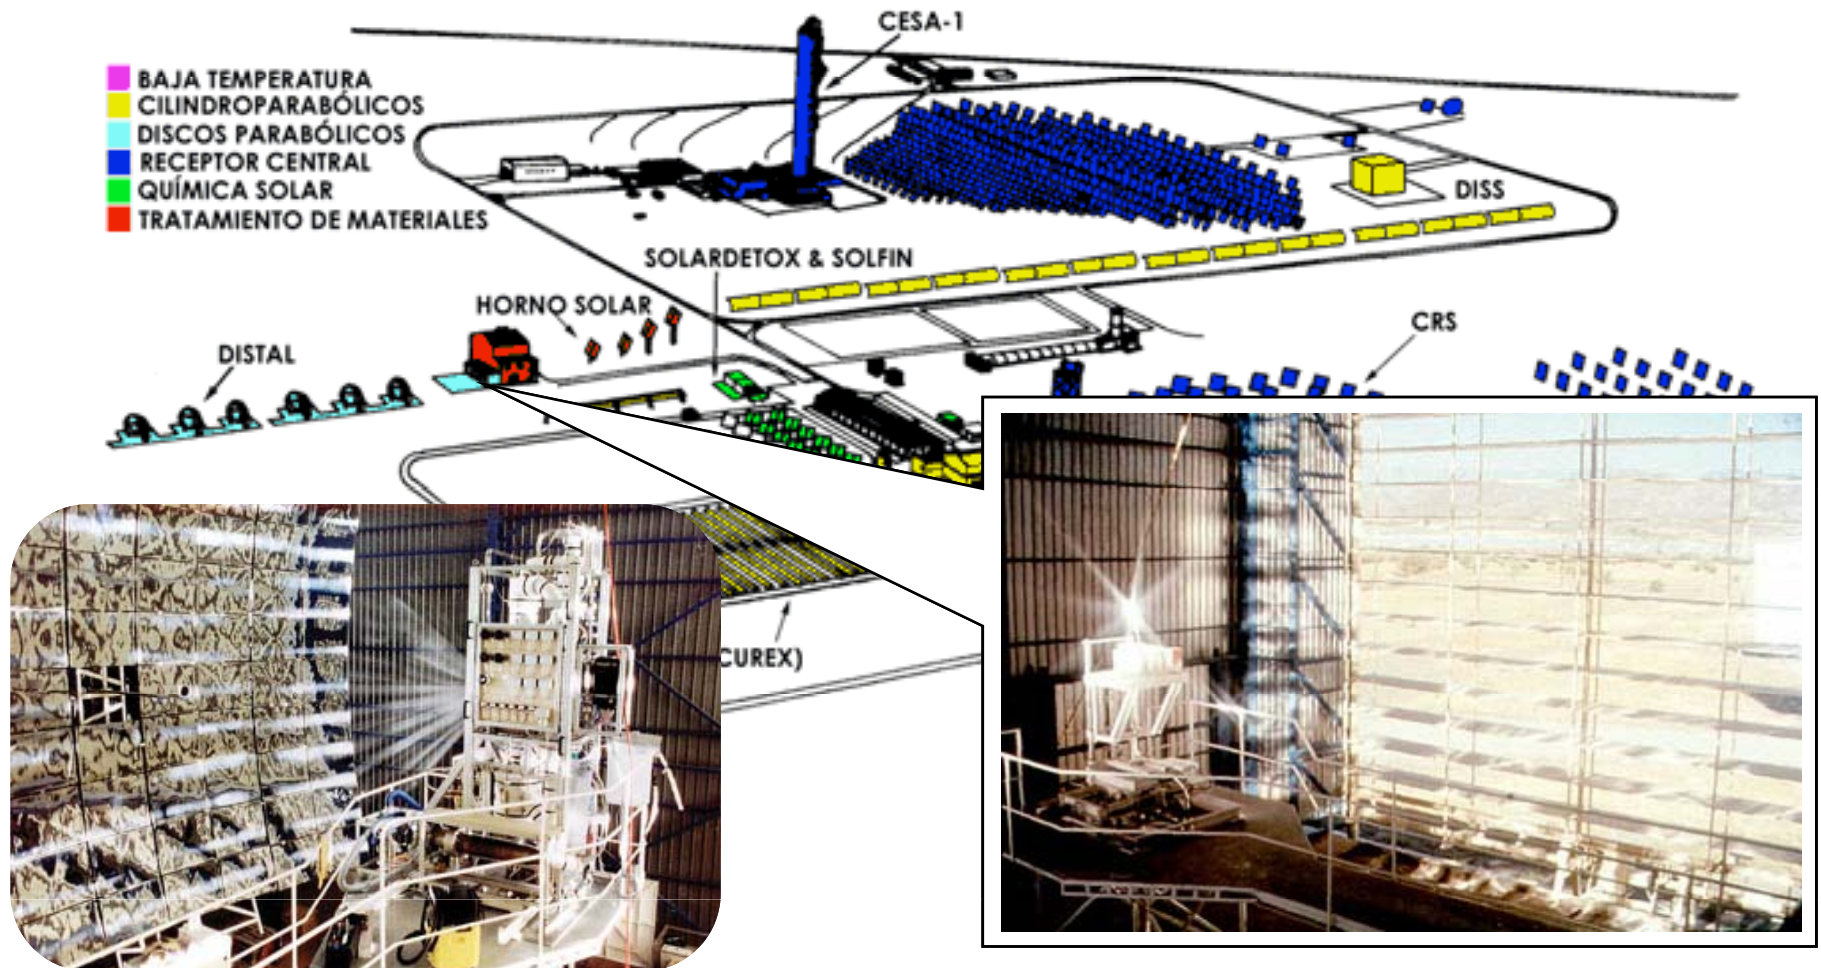 CESA-1
BAJA TEMPERATURA
CILINDROPARABÓLICOS
DISCOS PARABÓLICOS
RECEPTOR CENTRAL
QUÍMICA SOLAR
TRATAMIENTO DE MATERIALES
DISS
SOLARDETOX & SOLFIN
HORNO SOLAR
CRS
DISTAL
CUREX)